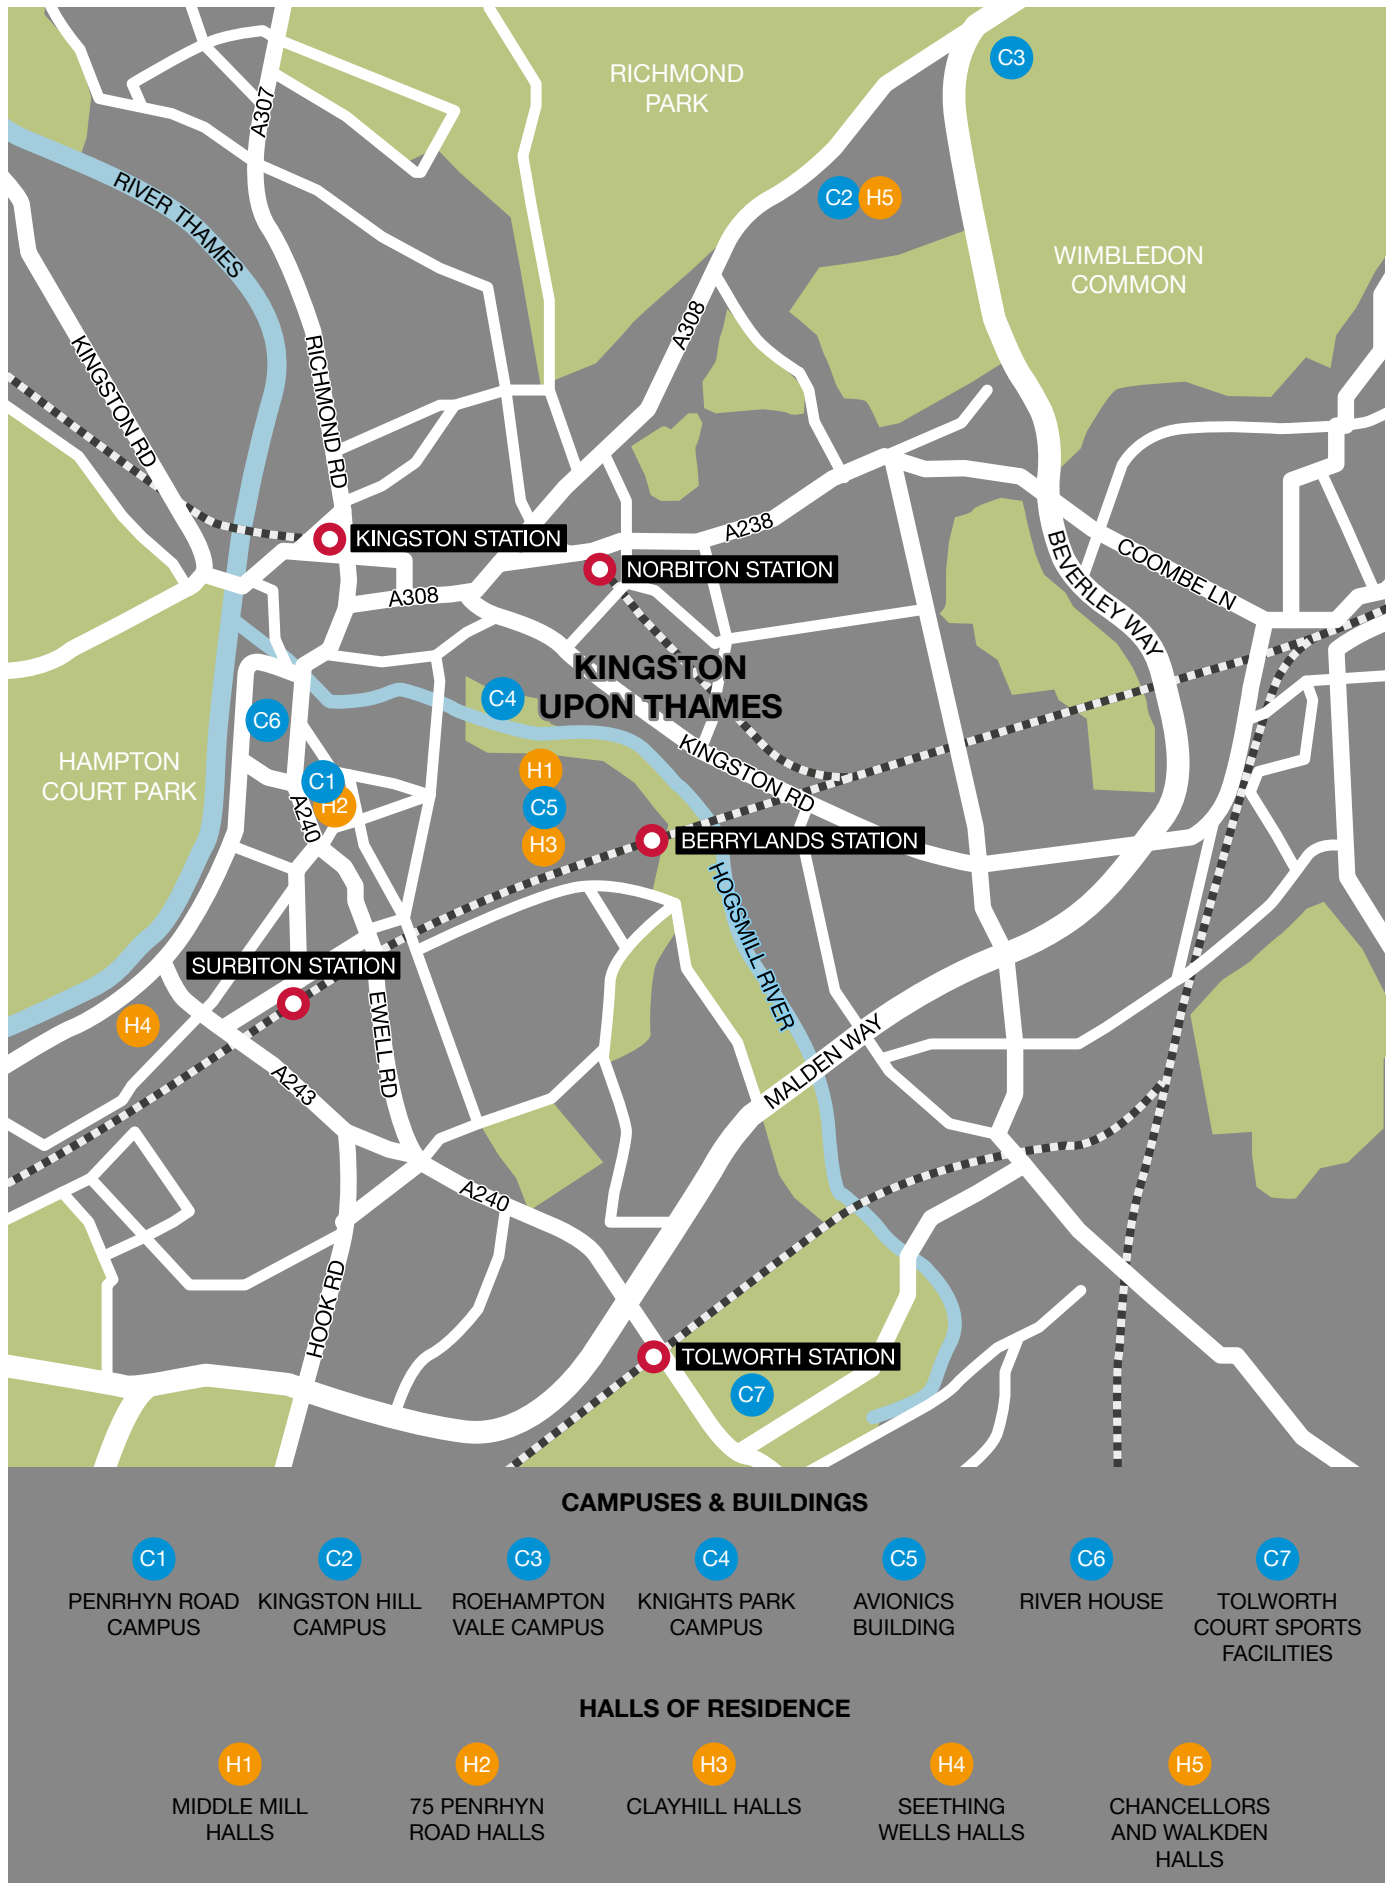 RICHMOND
PARK
C3
A307
RIVER THAMES
C2
H5
WIMBLEDON
COMMON
A308
KINGSTON RD
RICHMOND RD
KINGSTON STATION
A238
NORBITON STATION
A308
BEVERLEY WAY
COOMBE LN
KINGSTON
UPON THAMES
C4
C6
HAMPTON
COURT PARK
KINGSTON RD
H1
C1
H2
C5
A240
H3
BERRYLANDS STATION
HOGSMILL RIVER
SURBITON STATION
H4
EWELL RD
A243
MALDEN WAY
A240
HOOK RD
TOLWORTH STATION
C7
CAMPUSES & BUILDINGS
C1
C2
C3
C4
C5
C6
C7
PENRHYN ROAD
CAMPUS
KINGSTON HILL
CAMPUS
ROEHAMPTON
VALE CAMPUS
KNIGHTS PARK
CAMPUS
AVIONICS
BUILDING
RIVER HOUSE
TOLWORTH
COURT SPORTS
FACILITIES
HALLS OF RESIDENCE
H1
H2
H3
H4
H5
MIDDLE MILL
HALLS
75 PENRHYN
ROAD HALLS
CLAYHILL HALLS
SEETHING
WELLS HALLS
CHANCELLORS
AND WALKDEN
HALLS